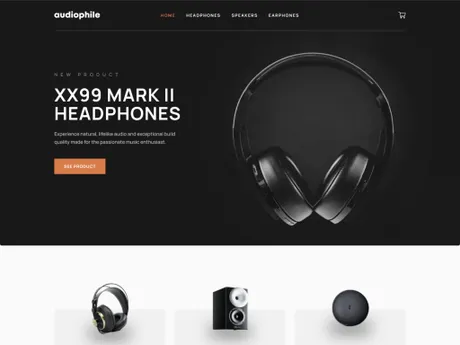 audiophile
HOME HEADPHONES SPEAKERS EARPHONES
NEW PRODUCT
XX99 MARK II
HEADPHONES
Experience natural, lifelike audio and exceptional build
quality made for the passionate music enthusiast.
SEE PRODUCT